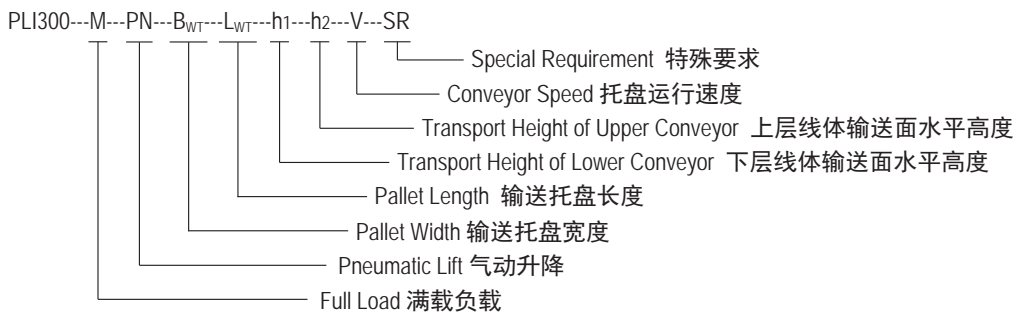 PLI300---M---PN---BWT---LWT---h1---h2---V---SR
Special Requirement 特殊要求
Conveyor Speed 托盘运行速度
Transport Height of Upper Conveyor 上层线体输送面水平高度
Transport Height of Lower Conveyor 下层线体输送面水平高度
Pallet Length 输送托盘长度
Pallet Width 输送托盘宽度
Pneumatic Lift 气动升降
Full Load 满载负载